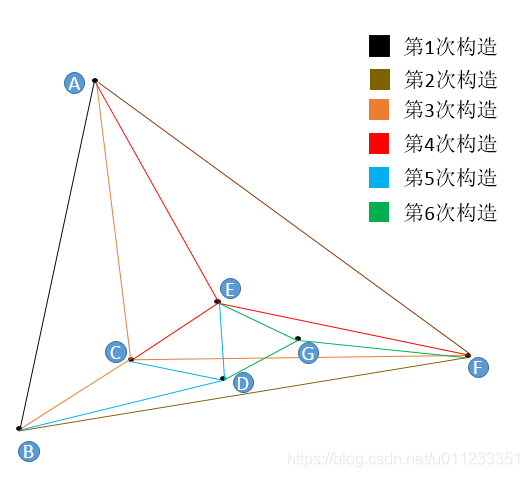 第1次构造
第2次构造
第3次构造
第4次构造
第5次构造
第6次构造
A
E
C
G
D
F
B
https://blog.csdn.net/u011233351